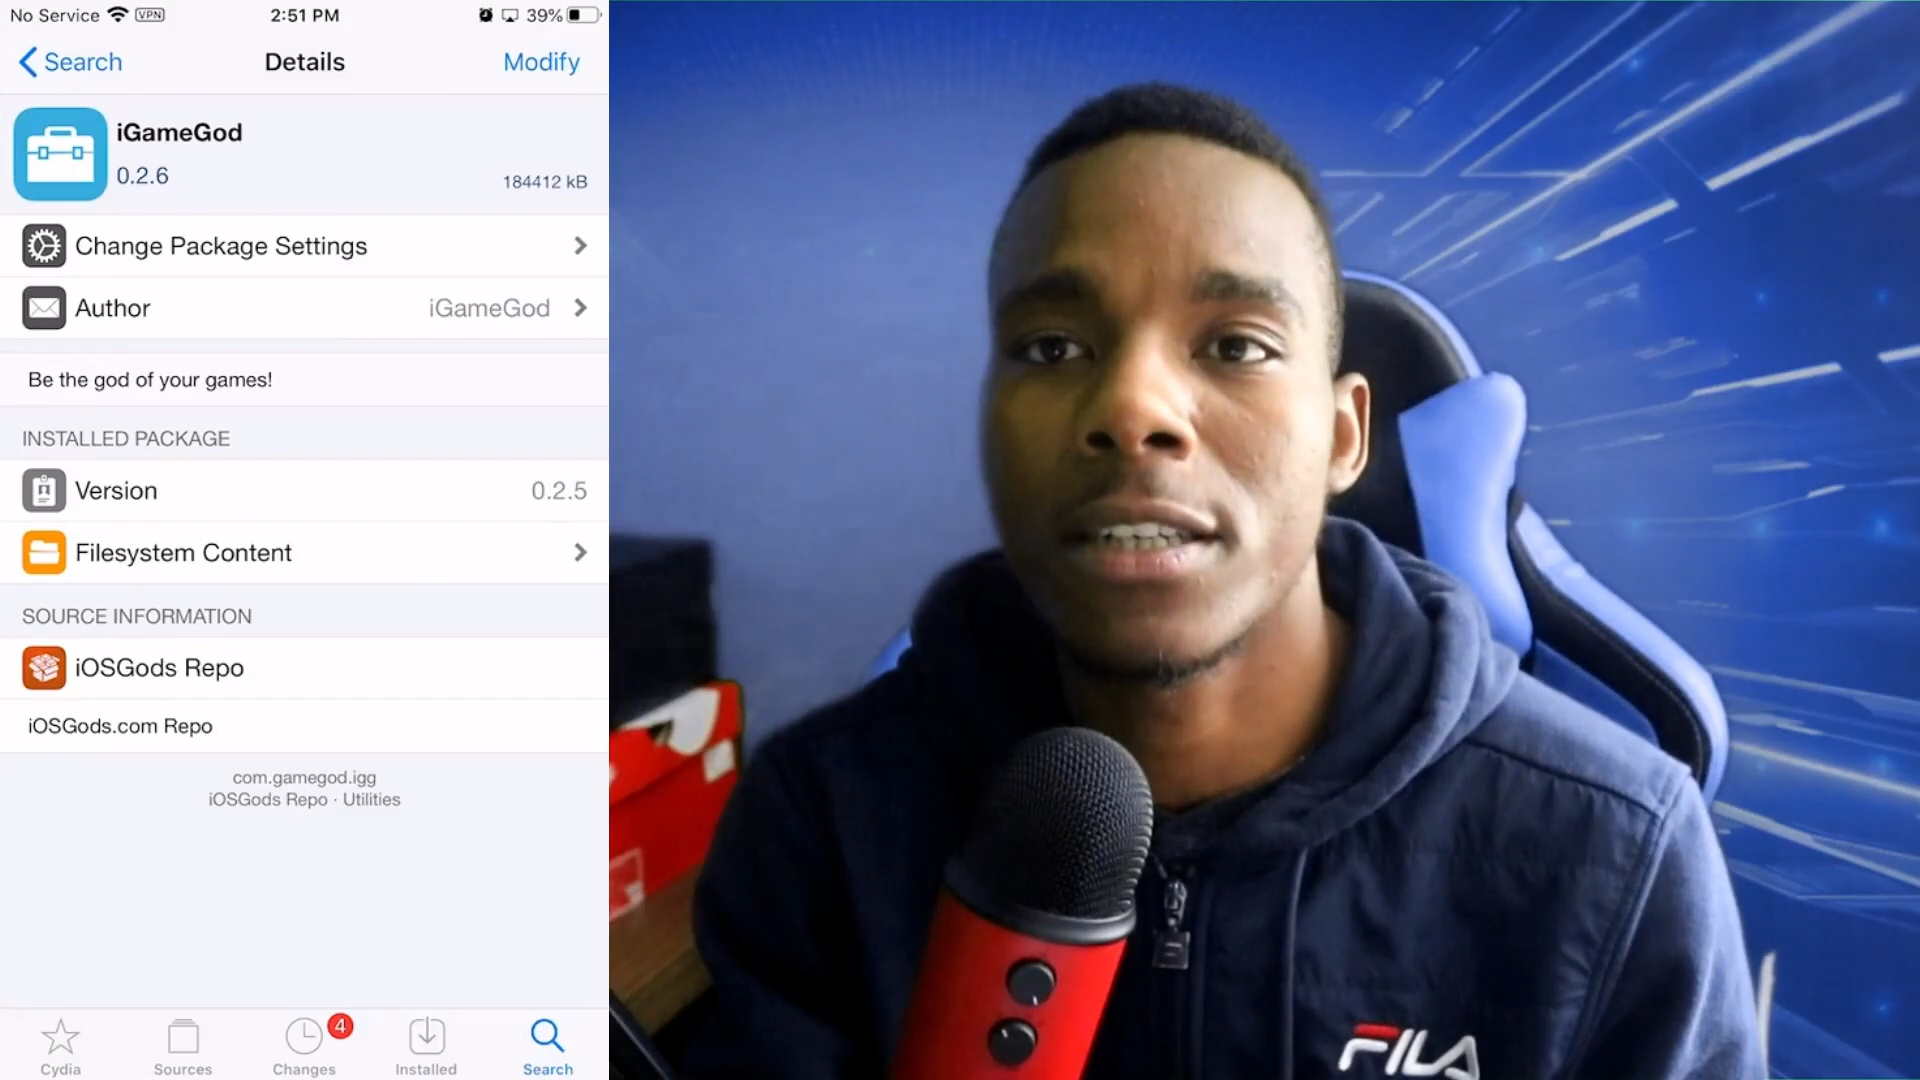 No Service VPN 2:51 PM 39%
Search Details Modify
iGameGod
0.2.6 184412 kB
Change Package Settings
Author iGameGod
Be the god of your games!
INSTALLED PACKAGE
Version 0.2.5
Filesystem Content
SOURCE INFORMATION
iOSGods Repo
iOSGods.com Repo
com.gamegod.igg
iOSGods Repo · Utilities
4
Cydia Sources Changes Installed Search
FILA